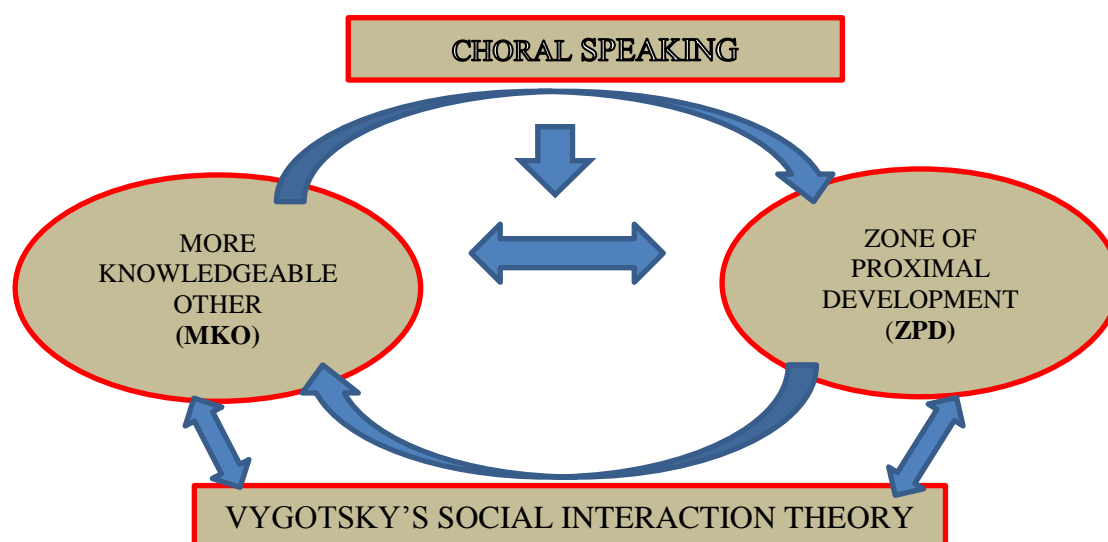 CHORAL SPEAKING
MORE
KNOWLEDGEABLE
OTHER
(MKO)
ZONE OF
PROXIMAL
DEVELOPMENT
(ZPD)
VYGOTSKY’S SOCIAL INTERACTION THEORY